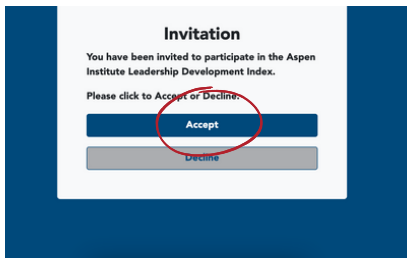 Invitation
You have been invited to participate in the Aspen
Institute Leadership Development Index.
Please click to Accept or Decline.
Accept
Decline